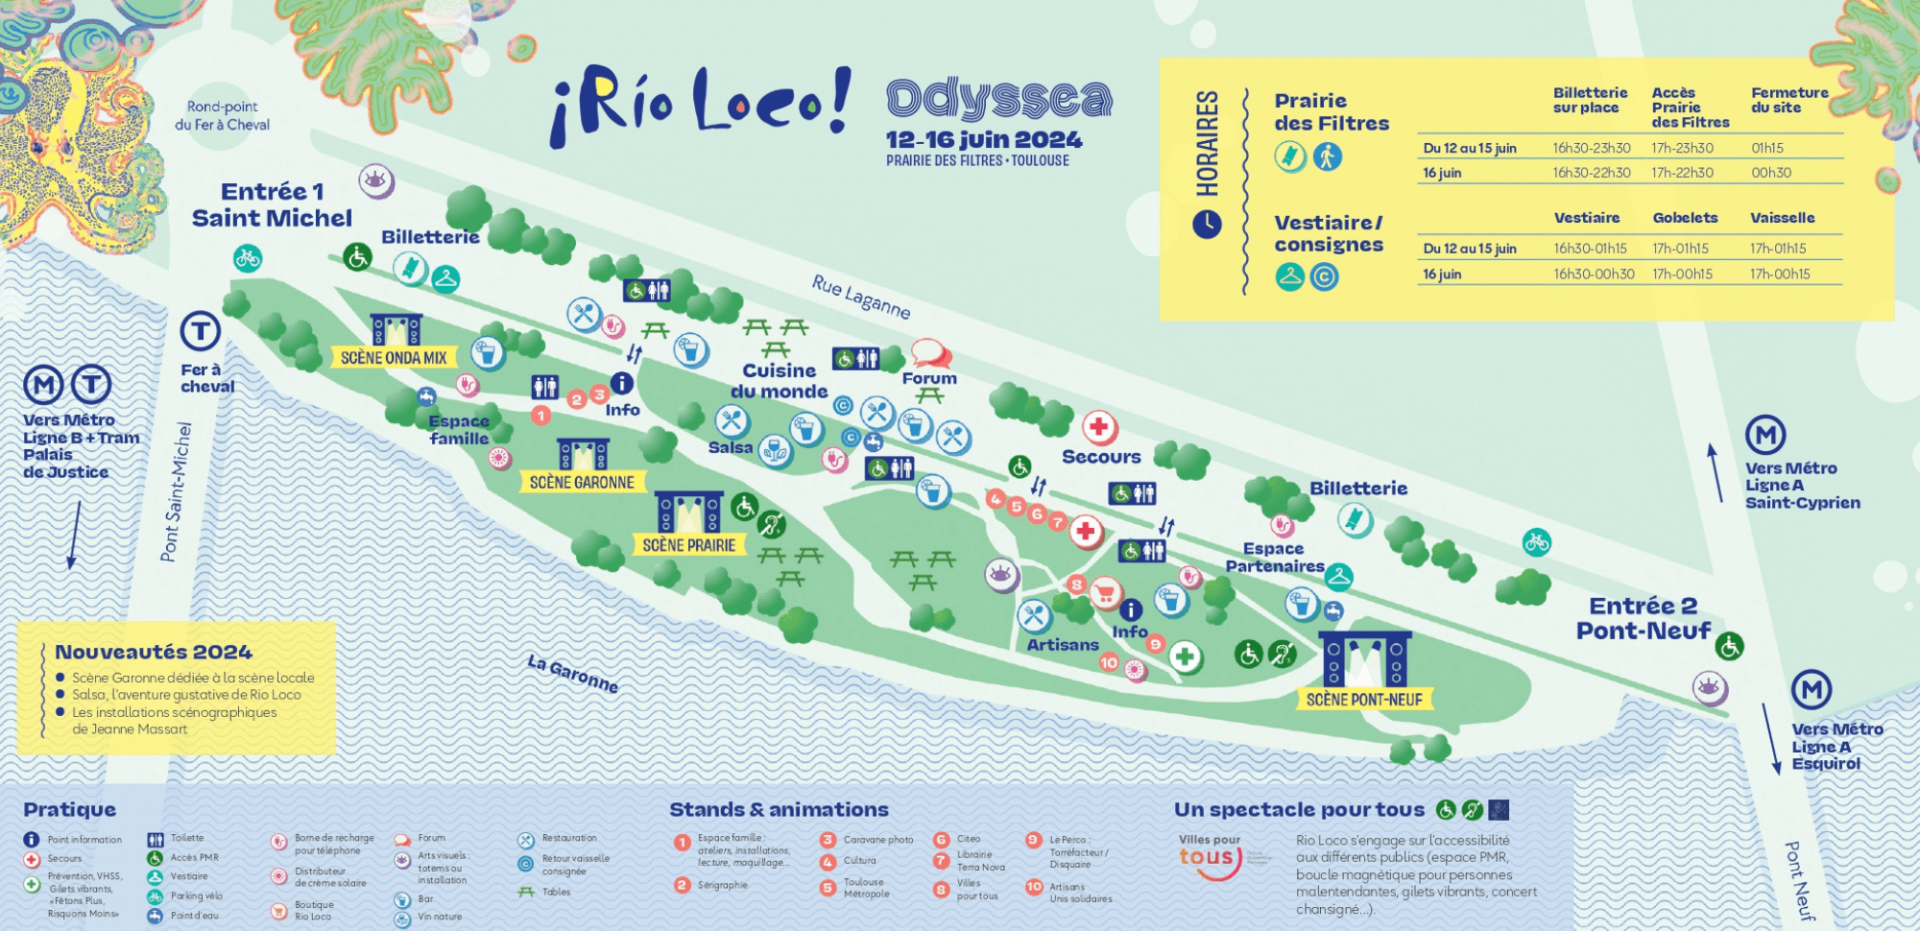 ¡Río Loco!
Odyssea
12-16 juin 2024
PRAIRIE DES FILTRES • TOULOUSE
HORAIRES
Prairie
des Filtres
Billetterie
sur place
Accès
Prairie
des Filtres
Fermeture
du site
Du 12 au 15 juin 16h30-23h30 17h-23h30 01h15
16 juin 16h30-22h30 17h-22h30 00h30
Vestiaire/
consignes
Vestiaire Gobelets Vaisselle
Du 12 au 15 juin 16h30-01h15 17h-01h15 17h-01h15
16 juin 16h30-00h30 17h-00h15 17h-00h15
Rond-point
du Fer à Cheval
Entrée 1
Saint Michel
Billetterie
Rue Laganne
T
Fer à
cheval
M T
Vers Métro
Ligne B + Tram
Palais
de Justice
Pont Saint-Michel
SCÈNE ONDA MIX
Espace
famille
1
2
3
i
Info
SCÈNE GARONNE
SCÈNE PRAIRIE
Cuisine
du monde
Forum
Salsa
C
C
Secours
4
5
6
7
8
Billetterie
Espace
Partenaires
i
Info
Artisans
9
10
SCÈNE PONT-NEUF
Entrée 2
Pont-Neuf
M
Vers Métro
Ligne A
Saint-Cyprien
M
Vers Métro
Ligne A
Esquirol
Pont Neuf
La Garonne
Nouveautés 2024
Scène Garonne dédiée à la scène locale
Salsa, l'aventure gustative de Rio Loco
Les installations scénographiques
de Jeanne Massart
Pratique
Point information
Secours
Prévention, VHSS,
Gilets vibrants,
«Fêtons Plus,
Risquons Moins»
Toilette
Accès PMR
Vestiaire
Parking vélo
Point d'eau
Borne de recharge
pour téléphone
Distributeur
de crème solaire
Boutique
Rio Loco
Forum
Arts visuels :
totems ou
installation
Bar
Vin nature
Restauration
Retour vaisselle
consignée
Tables
Stands & animations
1 Espace famille :
ateliers, installations,
lecture, maquillage...
2 Sérigraphie
3 Caravane photo
4 Cultura
5 Toulouse
Métropole
6 Citeo
7 Librairie
Terra Nova
8 Villes
pour tous
9 Le Perco :
Torréfacteur /
Disquaire
10 Artisans
Unis solidaires
Un spectacle pour tous
Villes pour
tous
Rio Loco s'engage sur l'accessibilité
aux différents publics (espace PMR,
boucle magnétique pour personnes
malentendantes, gilets vibrants, concert
chansigné...).